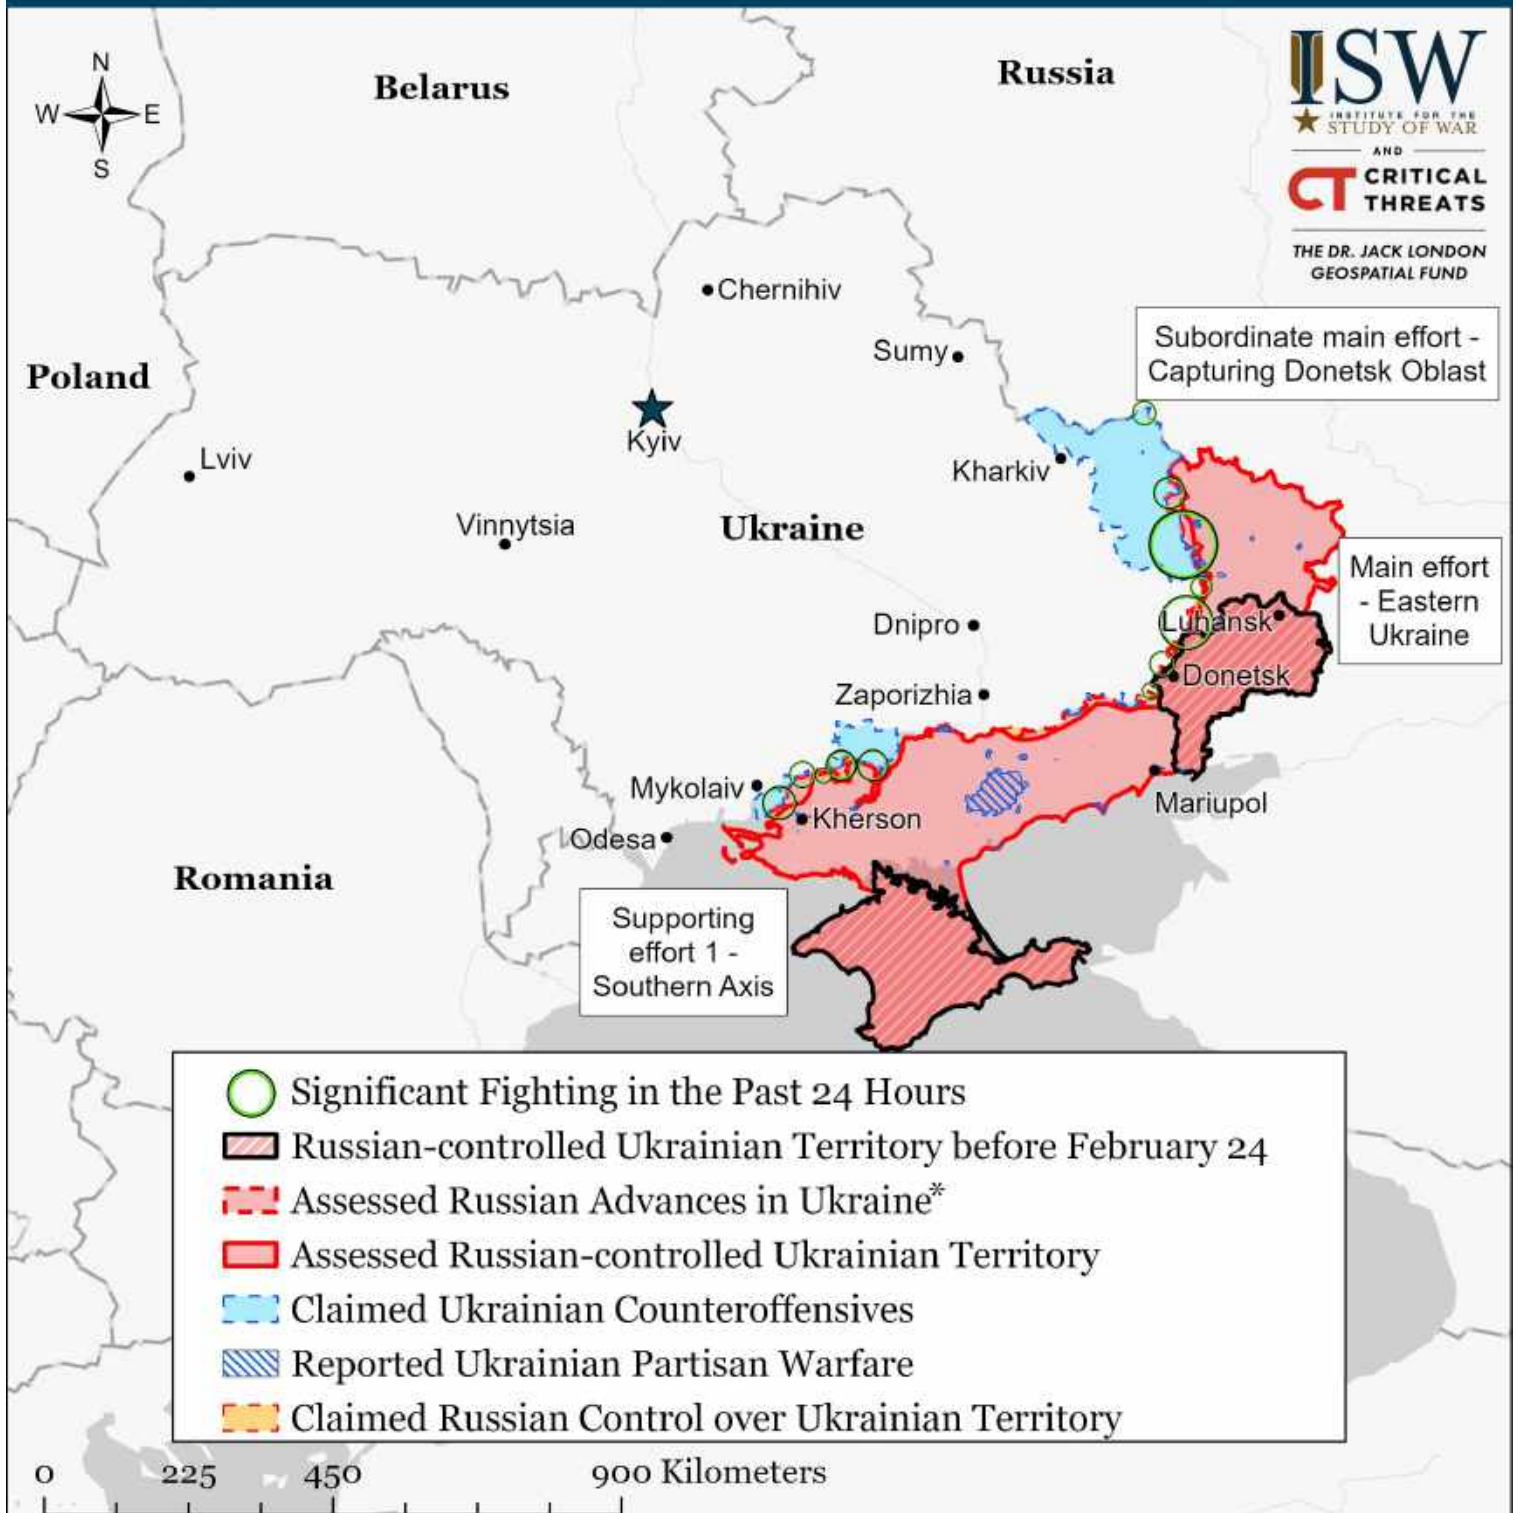 N
W E
S
Belarus
Russia
ISW
INSTITUTE FOR THE
STUDY OF WAR
AND
CT CRITICAL
THREATS
THE DR. JACK LONDON
GEOSPATIAL FUND
Chernihiv
Subordinate main effort -
Capturing Donetsk Oblast
Sumy
Poland
Kyiv
Lviv
Kharkiv
Vinnytsia
Ukraine
Main effort
- Eastern
Ukraine
Dnipro
Luhansk
Donetsk
Zaporizhia
Mykolaiv
Mariupol
Kherson
Odesa
Romania
Supporting
effort 1 -
Southern Axis
Significant Fighting in the Past 24 Hours
Russian-controlled Ukrainian Territory before February 24
Assessed Russian Advances in Ukraine*
Assessed Russian-controlled Ukrainian Territory
Claimed Ukrainian Counteroffensives
Reported Ukrainian Partisan Warfare
Claimed Russian Control over Ukrainian Territory
0 225 450 900 Kilometers